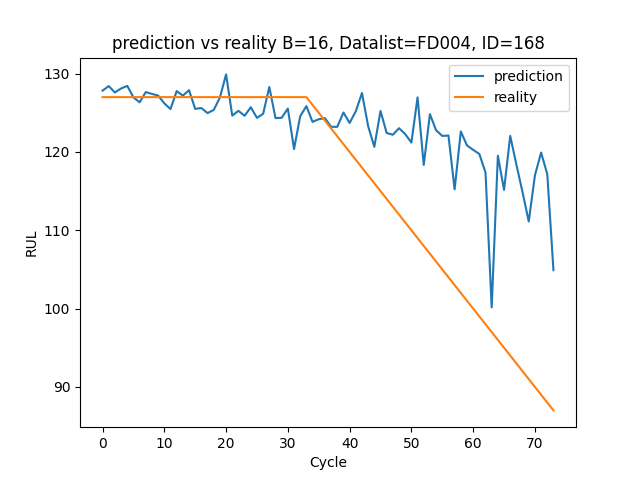 prediction vs reality B=16, Datalist=FD004, ID=168
prediction
reality
130
120
110
100
90
RUL
0 10 20 30 40 50 60 70
Cycle